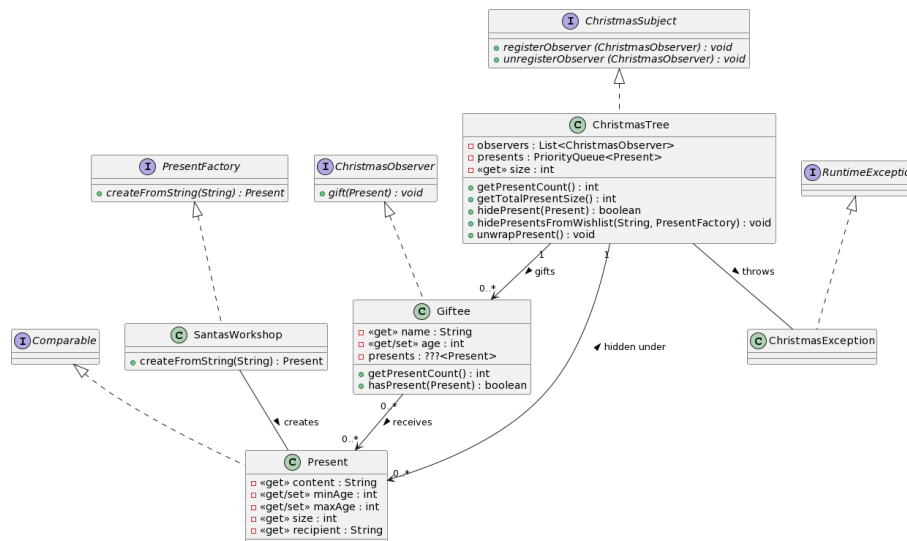 I ChristmasSubject
registerObserver (ChristmasObserver) : void
unregisterObserver (ChristmasObserver) : void
C ChristmasTree
observers : List<ChristmasObserver>
presents : PriorityQueue<Present>
«get» size : int
getPresentCount() : int
getTotalPresentSize() : int
hidePresent(Present) : boolean
hidePresentsFromWishlist(String, PresentFactory) : void
unwrapPresent() : void
I PresentFactory
createFromString(String) : Present
I ChristmasObserver
gift(Present) : void
I RuntimeException
1
gifts
0..*
1
throws
hidden under
C Giftee
«get» name : String
«get/set» age : int
presents : ???<Present>
getPresentCount() : int
hasPresent(Present) : boolean
C SantasWorkshop
createFromString(String) : Present
I Comparable
C ChristmasException
creates
0..*
receives
0..*
0..*
C Present
«get» content : String
«get/set» minAge : int
«get/set» maxAge : int
«get» size : int
«get» recipient : String